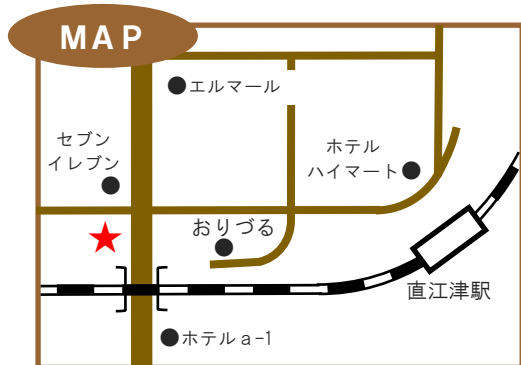 MAP
エルマール
セブン
イレブン
ホテル
ハイマート
おりづる
直江津駅
ホテルa-1